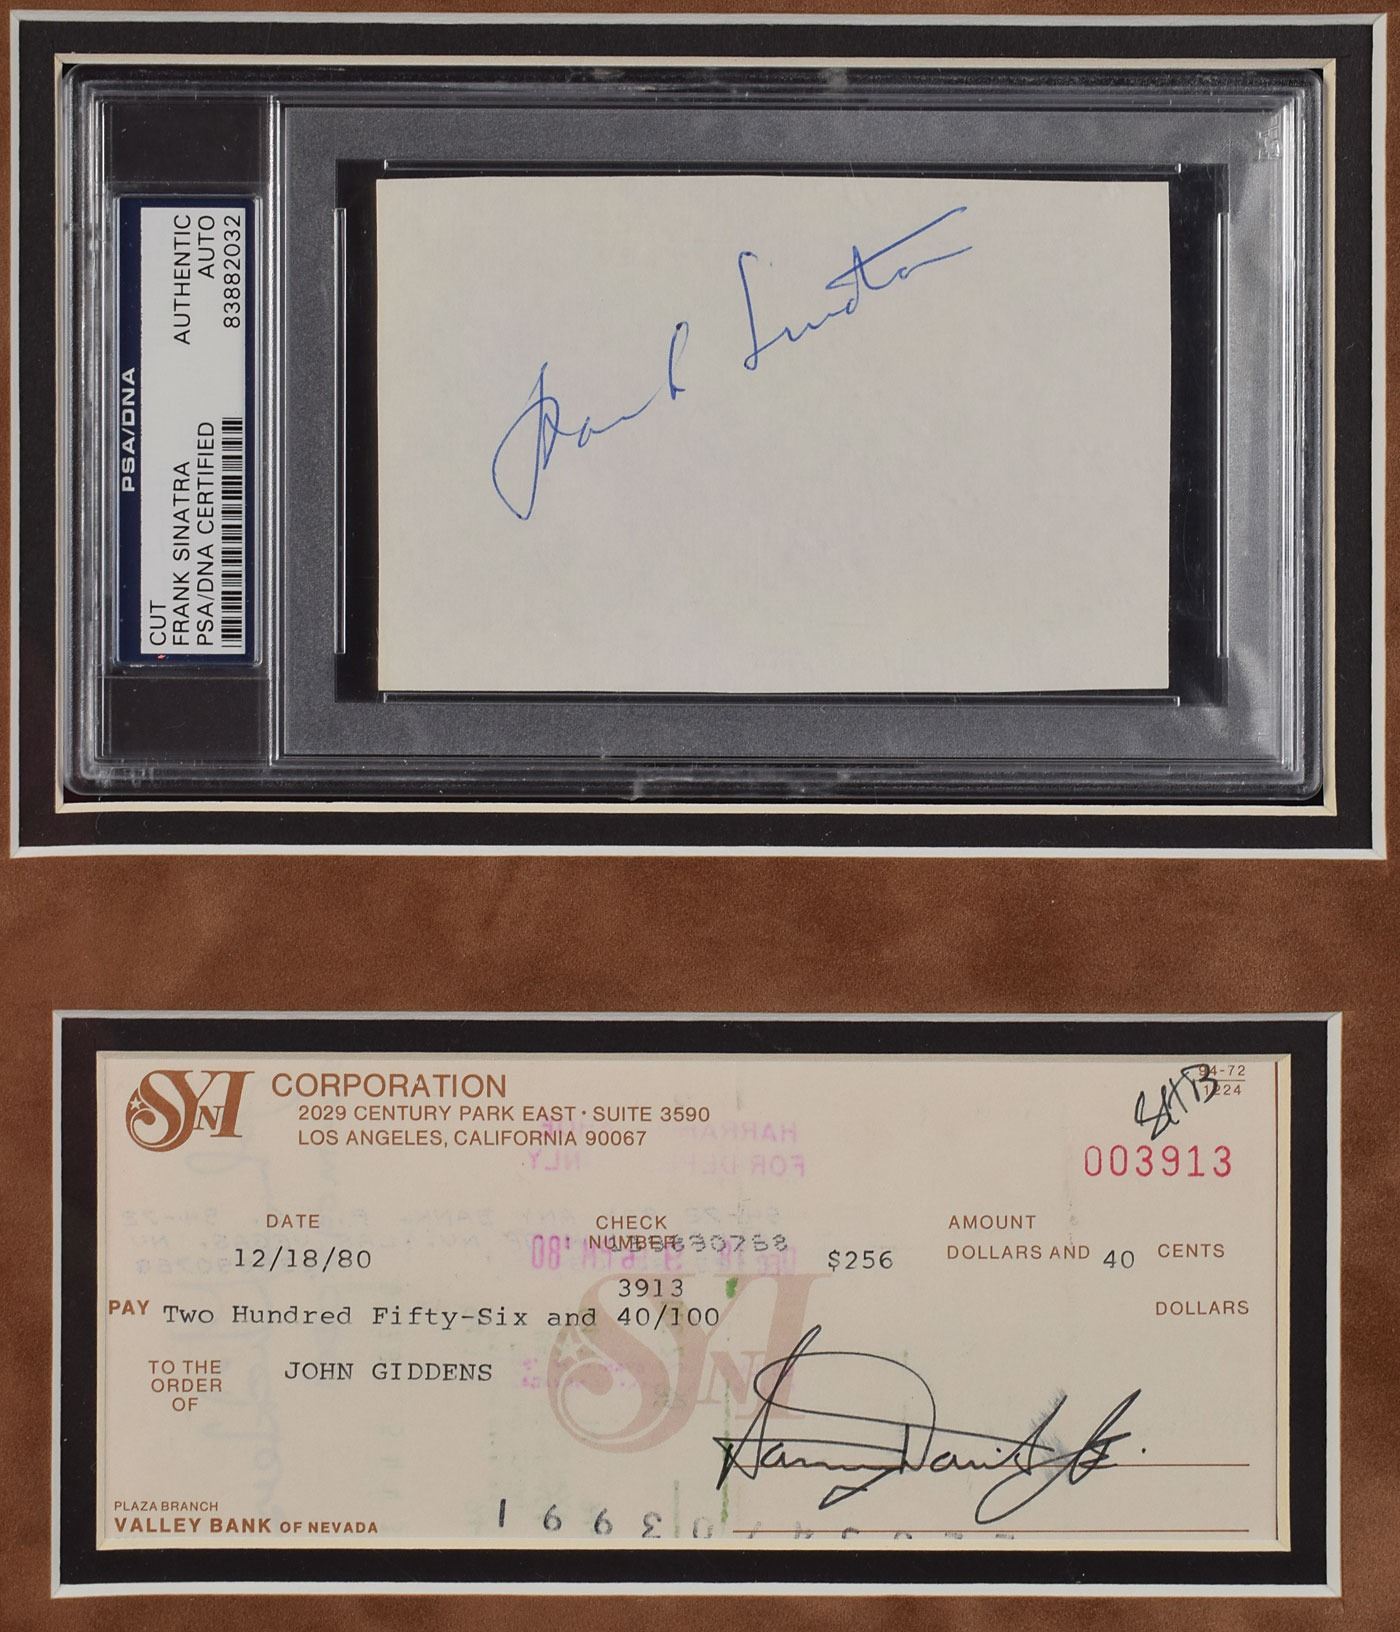 PSA/DNA
CUT AUTHENTIC
FRANK SINATRA AUTO
PSA/DNA CERTIFIED 83882032
Frank Sinatra
SYNI CORPORATION
2029 CENTURY PARK EAST · SUITE 3590
LOS ANGELES, CALIFORNIA 90067
94-72
1224
003913
DATE CHECK NUMBER AMOUNT
12/18/80 3913 $256 DOLLARS AND 40 CENTS
PAY Two Hundred Fifty-Six and 40/100 DOLLARS
TO THE ORDER OF JOHN GIDDENS
SYNI
Sammy Davis Jr.
PLAZA BRANCH
VALLEY BANK OF NEVADA